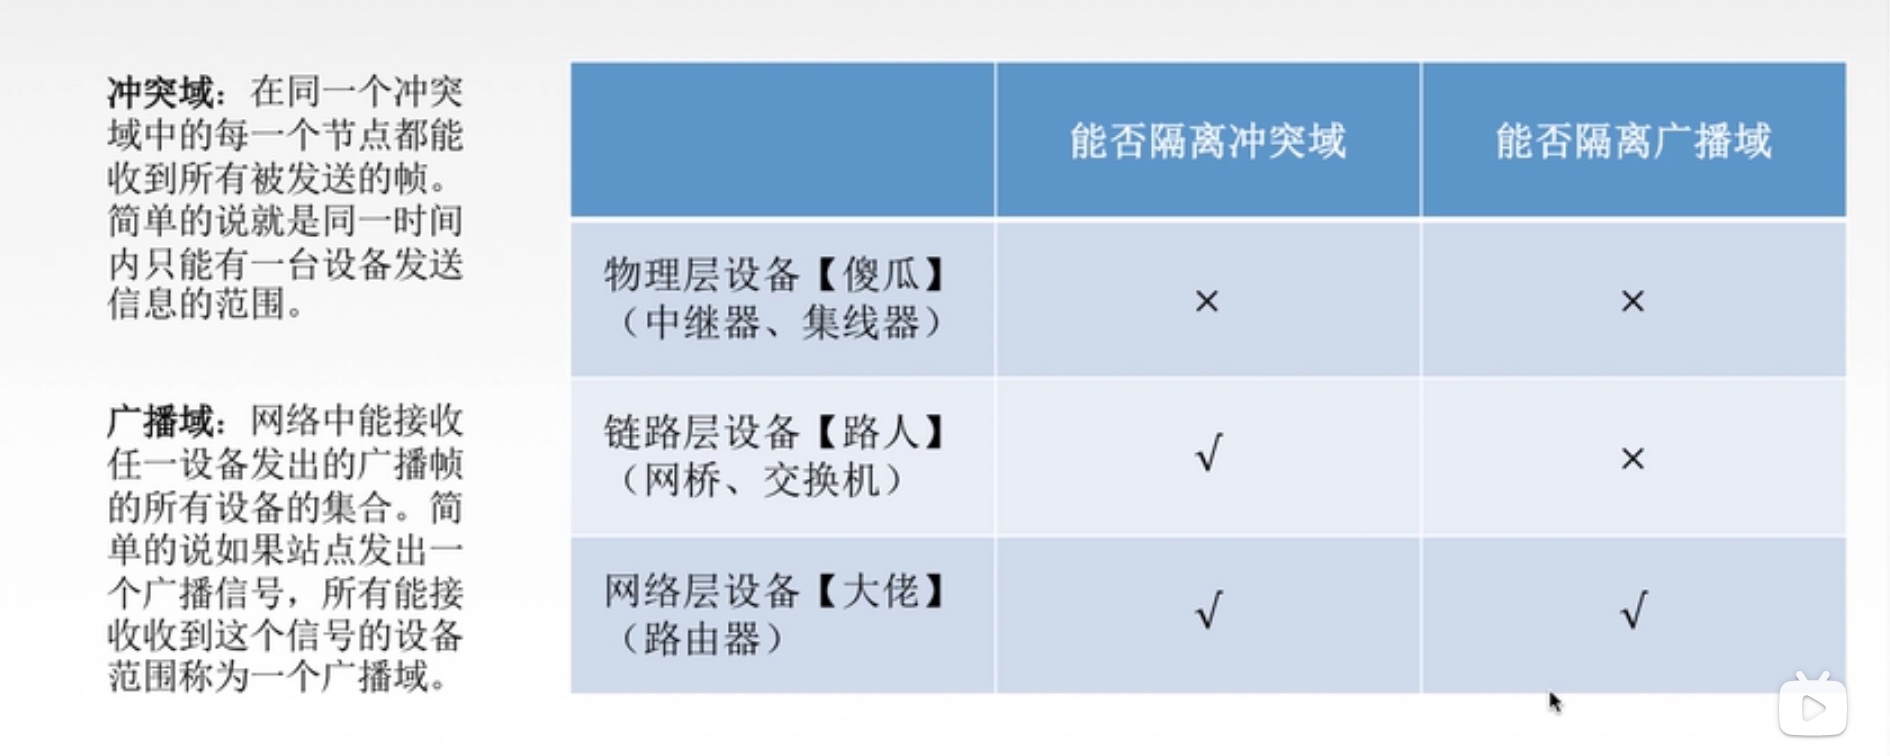 冲突域：在同一个冲突
域中的每一个节点都能
收到所有被发送的帧。
简单的说就是同一时间
内只能有一台设备发送
信息的范围。
广播域：网络中能接收
任一设备发出的广播帧
的所有设备的集合。简
单的说如果站点发出一
个广播信号，所有能接
收收到这个信号的设备
范围称为一个广播域。
能否隔离冲突域 能否隔离广播域
物理层设备【傻瓜】
（中继器、集线器） × ×
链路层设备【路人】
（网桥、交换机） √ ×
网络层设备【大佬】
（路由器） √ √